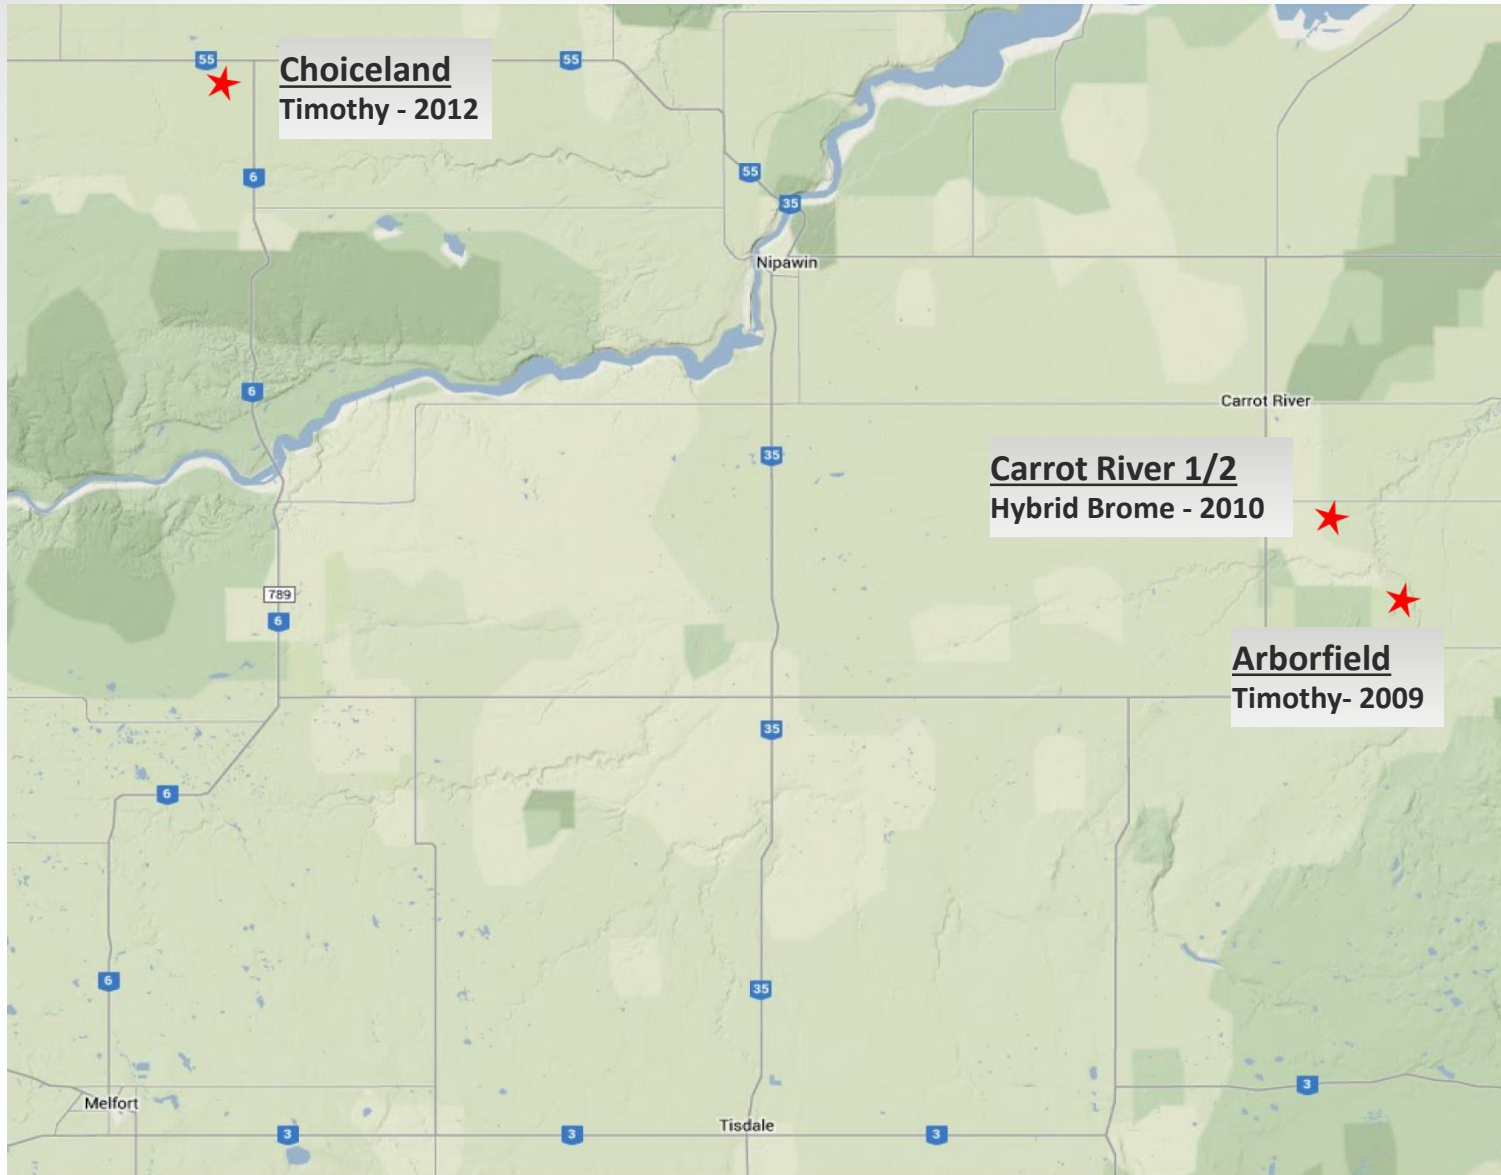 55
55
Choiceland
Timothy - 2012
6
55
35
Nipawin
6
Carrot River
35
Carrot River 1/2
Hybrid Brome - 2010
789
6
Arborfield
Timothy- 2009
35
6
6
35
3
Melfort
Tisdale
3
3
3